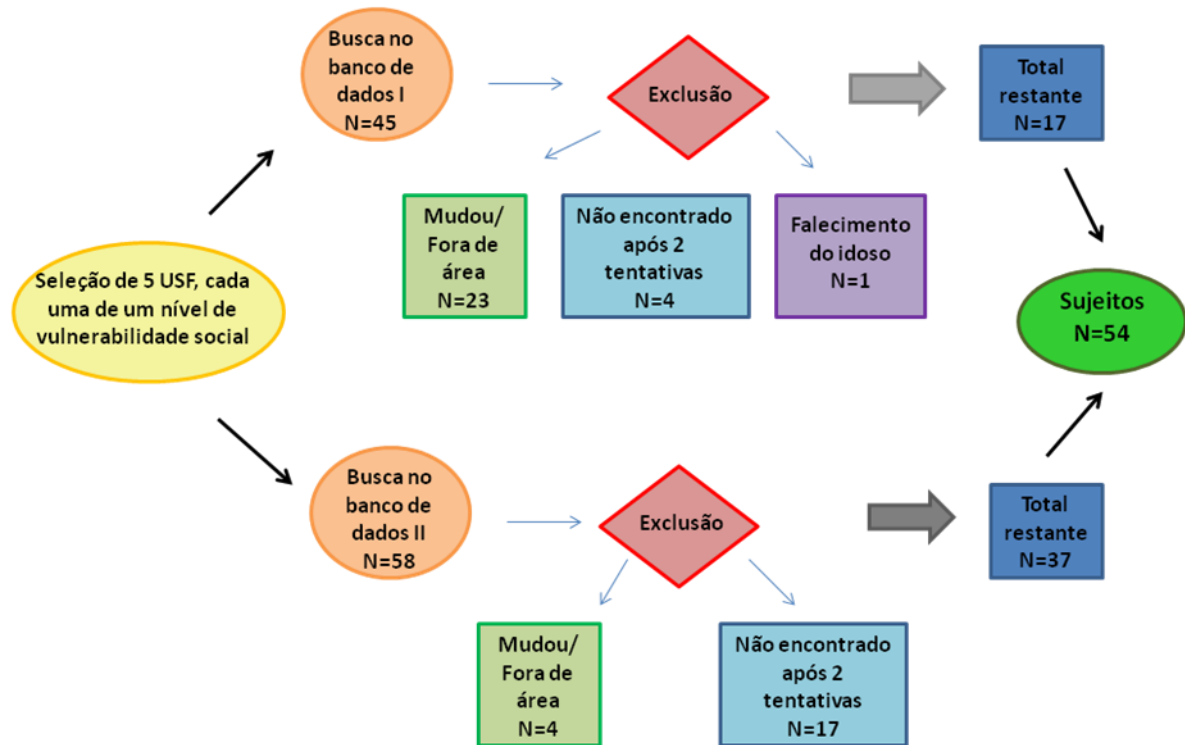 Busca no
banco de
dados I
N=45
Exclusão
Total
restante
N=17
Mudou/
Fora de
área
N=23
Não encontrado
após 2
tentativas
N=4
Falecimento
do idoso
N=1
Seleção de 5 USF, cada
uma de um nível de
vulnerabilidade social
Sujeitos
N=54
Busca no
banco de
dados II
N=58
Exclusão
Total
restante
N=37
Mudou/
Fora de
área
N=4
Não encontrado
após 2
tentativas
N=17